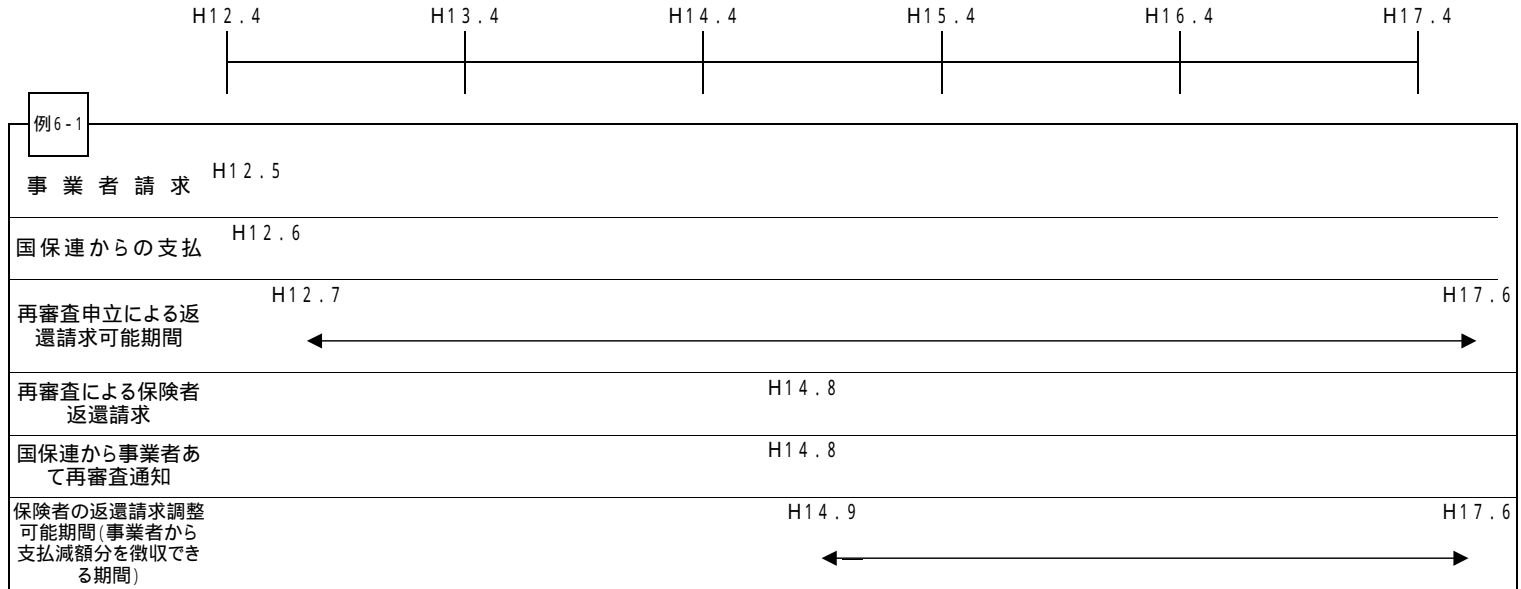 H12.4 H13.4 H14.4 H15.4 H16.4 H17.4
例6-1
事業者請求 H12.5
国保連からの支払 H12.6
H12.7 H17.6
再審査申立による返
還請求可能期間
再審査による保険者
返還請求
H14.8
国保連から事業者あ
て再審査通知
H14.8
保険者の返還請求調整
可能期間(事業者から
支払減額分を徴収でき
る期間)
H14.9 H17.6